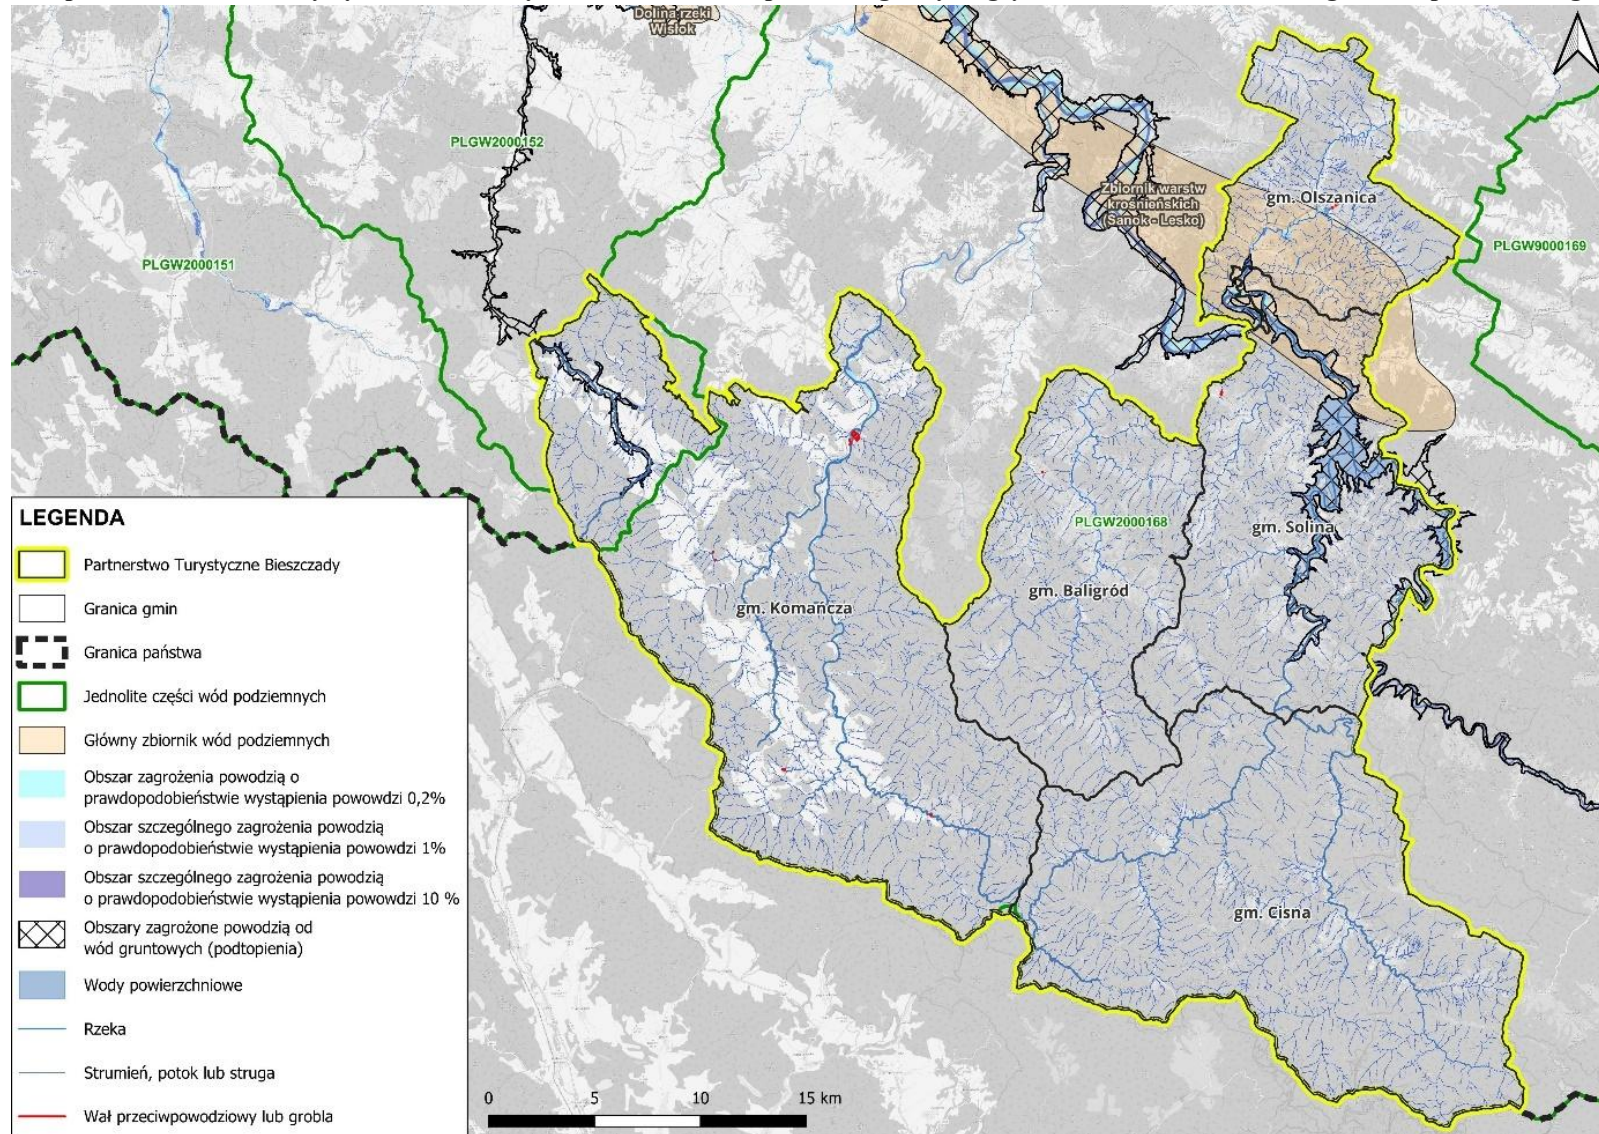 Dolina rzeki
Wisłok
PLGW2000152
Zbiornik warstw
krośnieńskich
(Sanok - Lesko)
gm. Olszanica
PLGW9000169
PLGW2000151
PLGW2000168
gm. Solina
gm. Baligród
gm. Komańcza
gm. Cisna
LEGENDA
Partnerstwo Turystyczne Bieszczady
Granica gmin
Granica państwa
Jednolite części wód podziemnych
Główny zbiornik wód podziemnych
Obszar zagrożenia powodzią o
prawdopodobieństwie wystąpienia powowdzi 0,2%
Obszar szczególnego zagrożenia powodzią
o prawdopodobieństwie wystąpienia powowdzi 1%
Obszar szczególnego zagrożenia powodzią
o prawdopodobieństwie wystąpienia powowdzi 10 %
Obszary zagrożone powodzią od
wód gruntowych (podtopienia)
Wody powierzchniowe
Rzeka
Strumień, potok lub struga
Wał przeciwpowodziowy lub grobla
0 5 10 15 km